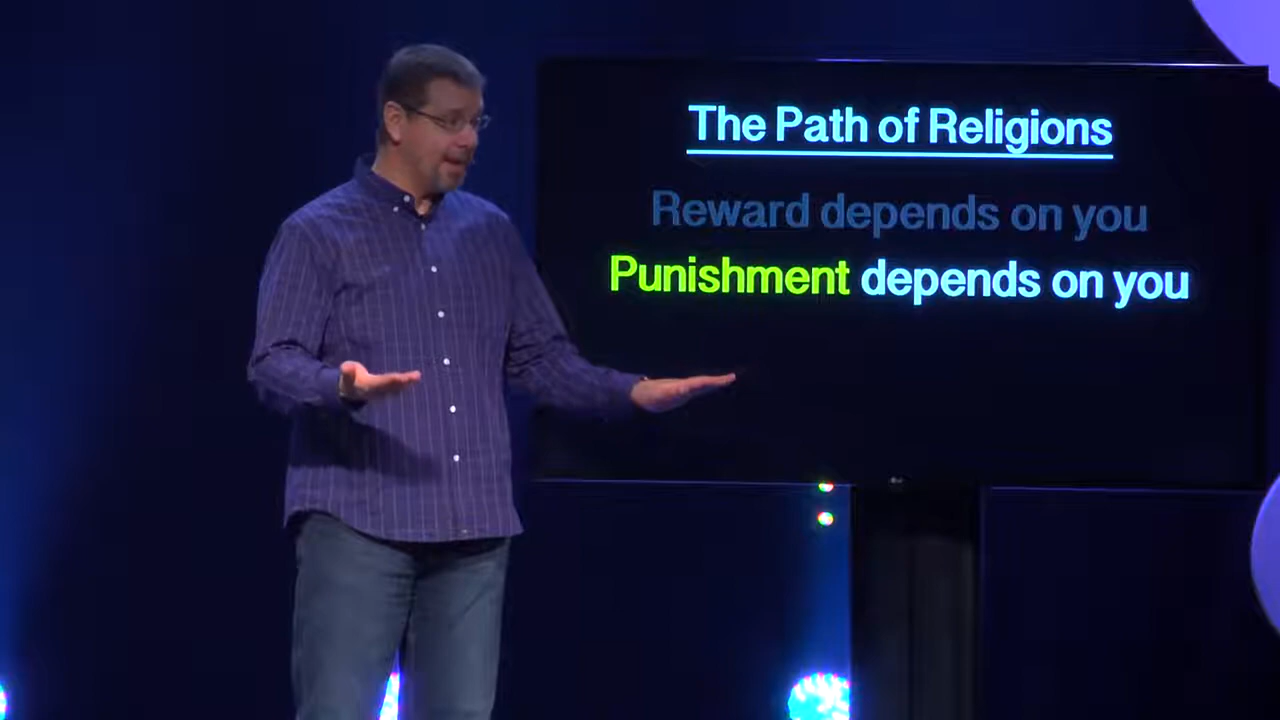 The Path of Religions
Reward depends on you
Punishment depends on you